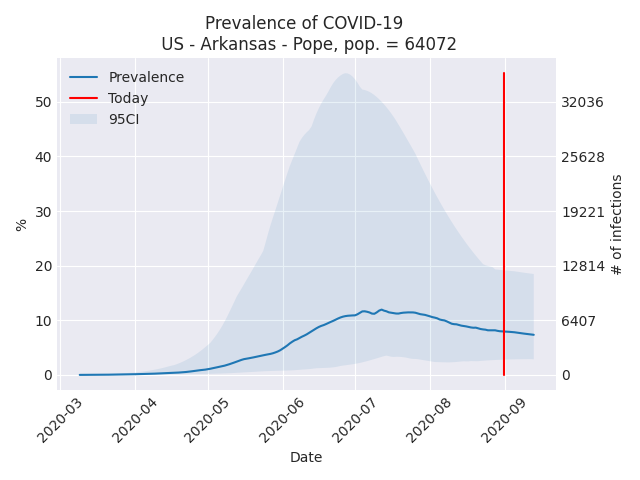 Prevalence of COVID-19
US - Arkansas - Pope, pop. = 64072
Prevalence
Today
95CI
50
40
30
20
10
0
%
32036
25628
19221
12814
6407
0
# of infections
2020-03
2020-04
2020-05
2020-06
2020-07
2020-08
2020-09
Date